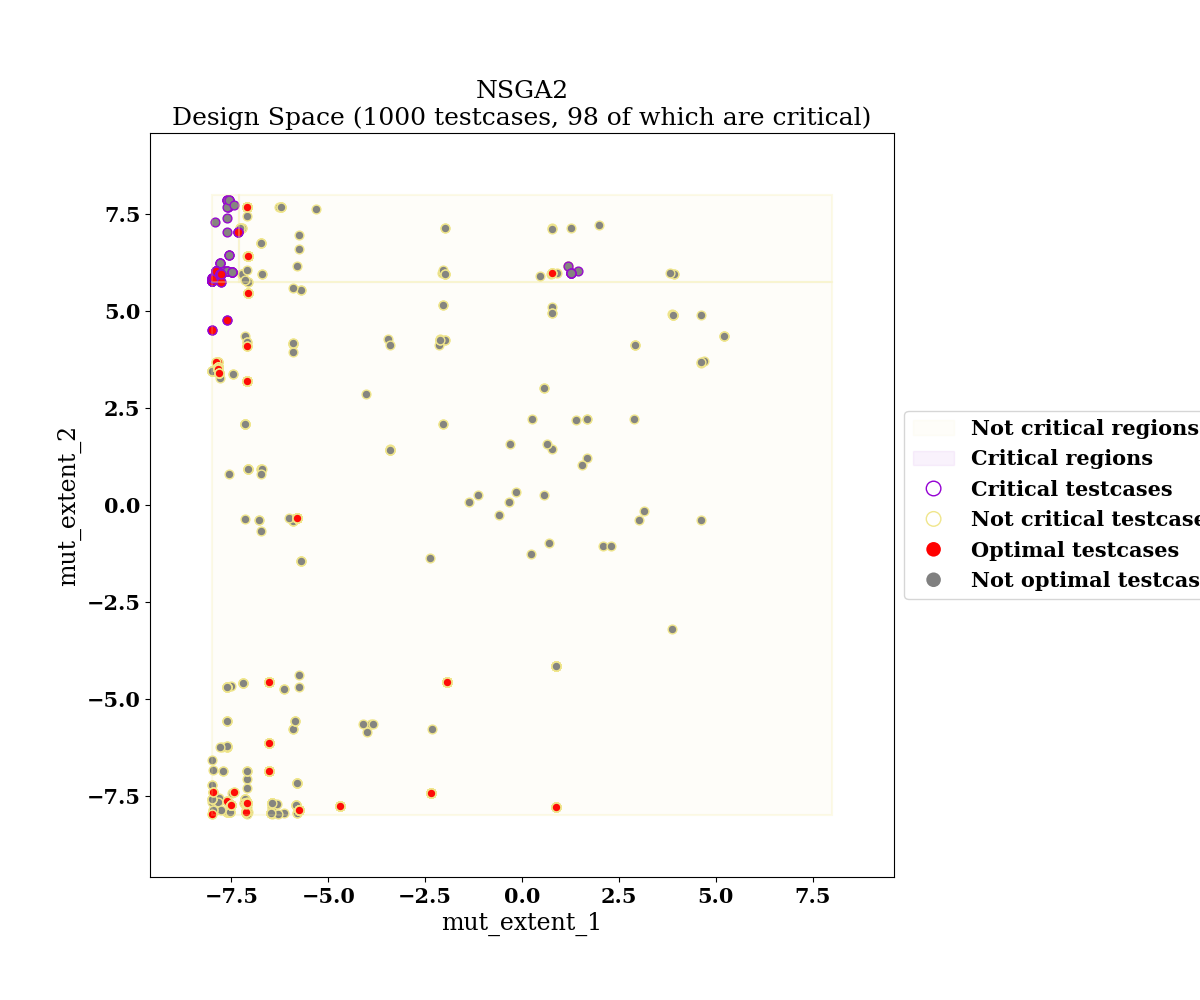 NSGA2
Design Space (1000 testcases, 98 of which are critical)
7.5
5.0
2.5
0.0
−2.5
−5.0
−7.5
mut_extent_2
−7.5
−5.0
−2.5
0.0
2.5
5.0
7.5
mut_extent_1
Not critical regions
Critical regions
Critical testcases
Not critical testcase
Optimal testcases
Not optimal testcas